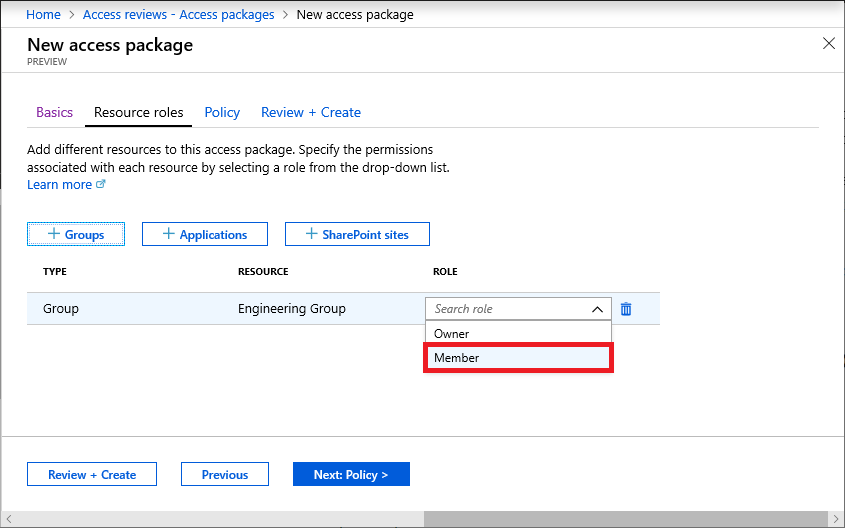 Home > Access reviews - Access packages > New access package
New access package
PREVIEW
Basics Resource roles Policy Review + Create
Add different resources to this access package. Specify the permissions
associated with each resource by selecting a role from the drop-down list.
Learn more
+ Groups + Applications + SharePoint sites
TYPE RESOURCE ROLE
Group Engineering Group Search role
Owner
Member
Review + Create Previous Next: Policy >